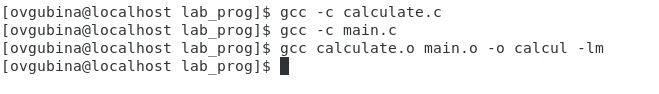 [ovgubina@localhost lab_prog]$ gcc -c calculate.c
[ovgubina@localhost lab_prog]$ gcc -c main.c
[ovgubina@localhost lab_prog]$ gcc calculate.o main.o -o calcul -lm
[ovgubina@localhost lab_prog]$